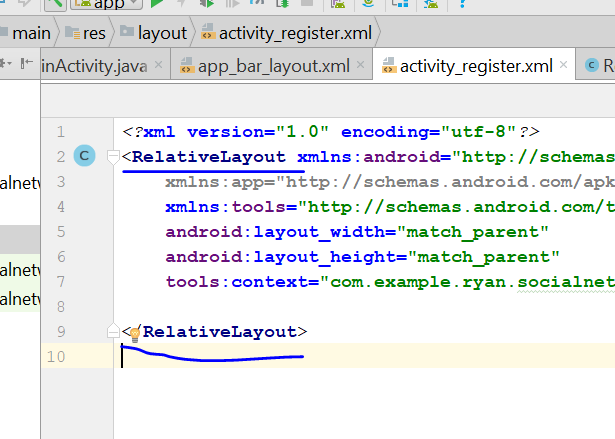 app
main res layout activity_register.xml
inActivity.java app_bar_layout.xml activity_register.xml R
1 <?xml version="1.0" encoding="utf-8"?>
2 <RelativeLayout xmlns:android="http://schemas
3 xmlns:app="http://schemas.android.com/apk
4 xmlns:tools="http://schemas.android.com/t
5 android:layout_width="match_parent"
6 android:layout_height="match_parent"
7 tools:context="com.example.ryan.socialnet
8
9 </RelativeLayout>
10
alnetw
alnetw
alnetw